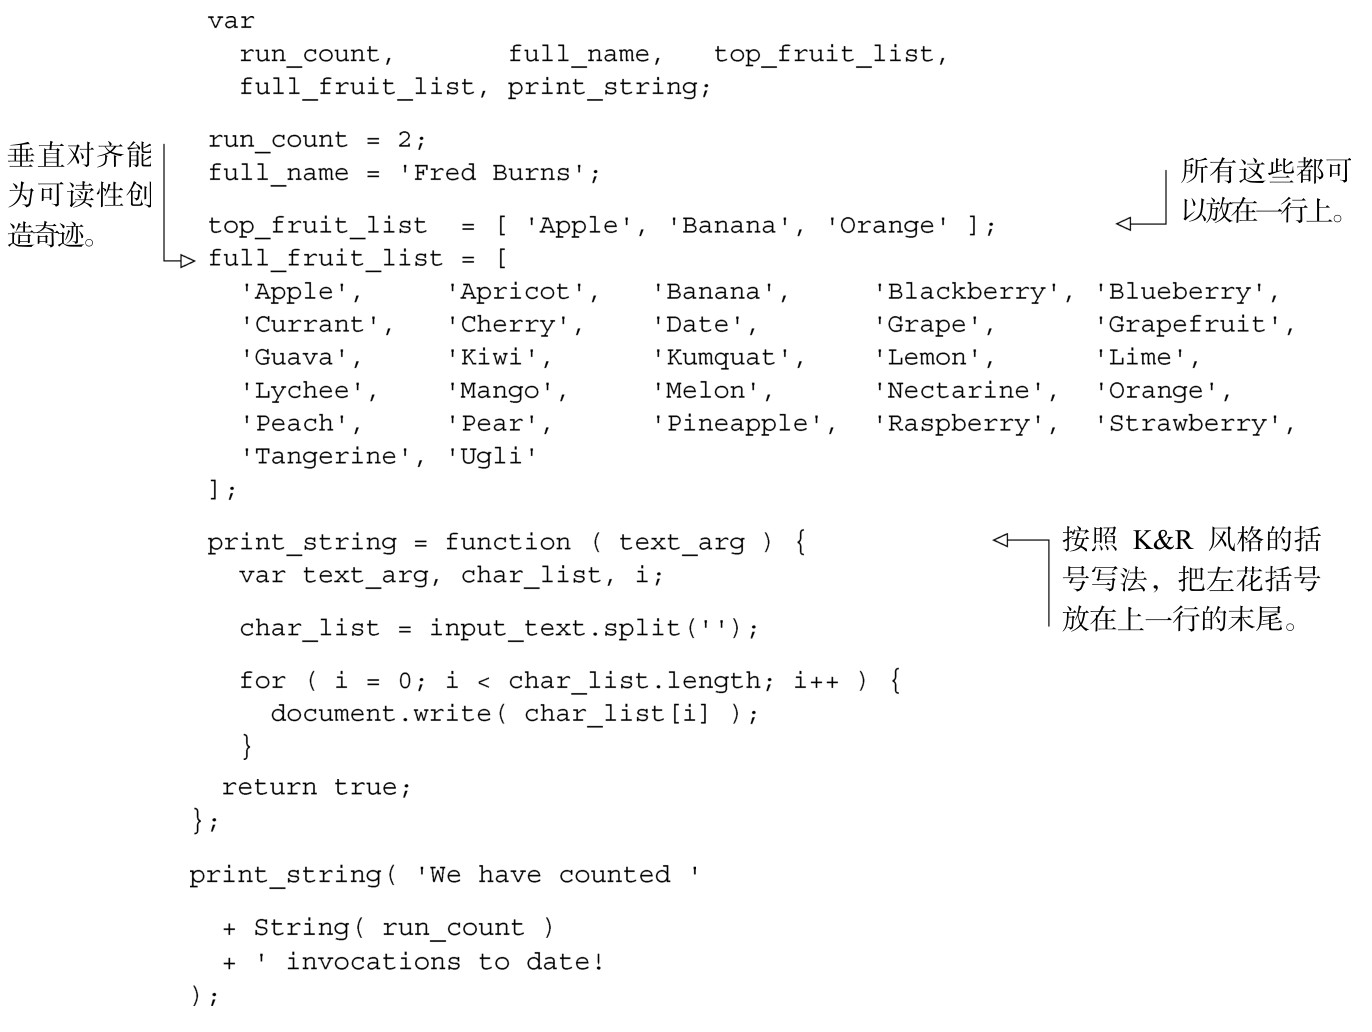 var
  run_count,       full_name,   top_fruit_list,
  full_fruit_list, print_string;
run_count = 2;
full_name = 'Fred Burns';
垂直对齐能
为可读性创
造奇迹。
top_fruit_list  = [ 'Apple', 'Banana', 'Orange' ];
所有这些都可
以放在一行上。
full_fruit_list = [
  'Apple',     'Apricot',   'Banana',     'Blackberry', 'Blueberry',
  'Currant',   'Cherry',    'Date',       'Grape',      'Grapefruit',
  'Guava',     'Kiwi',      'Kumquat',    'Lemon',      'Lime',
  'Lychee',    'Mango',     'Melon',      'Nectarine',  'Orange',
  'Peach',     'Pear',      'Pineapple',  'Raspberry',  'Strawberry',
  'Tangerine', 'Ugli'
];
print_string = function ( text_arg ) {
按照 K&R 风格的括
号写法，把左花括号
放在上一行的末尾。
  var text_arg, char_list, i;
  char_list = input_text.split('');
  for ( i = 0; i < char_list.length; i++ ) {
    document.write( char_list[i] );
  }
  return true;
};
print_string( 'We have counted '
  + String( run_count )
  + ' invocations to date!
);